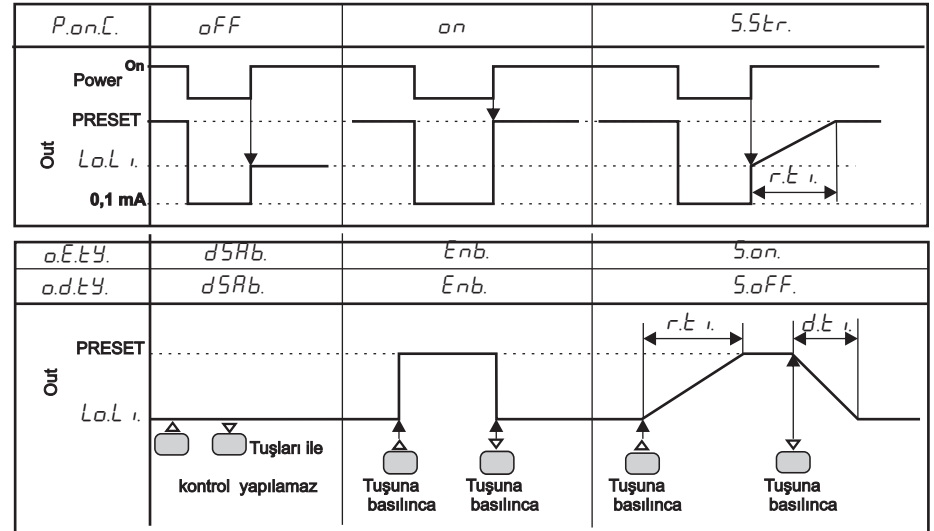 P.on.C. oFF on S.Str.
On
Power
PRESET
Out
Lo.L ı.
0,1 mA
r.t ı.
o.E.tY. dSAb. Enb. S.on.
o.d.tY. dSAb. Enb. S.oFF.
r.t ı. d.t ı.
PRESET
Out
Lo.L ı.
Tuşları ile
kontrol yapılamaz
Tuşuna basılınca
Tuşuna basılınca
Tuşuna basılınca
Tuşuna basılınca